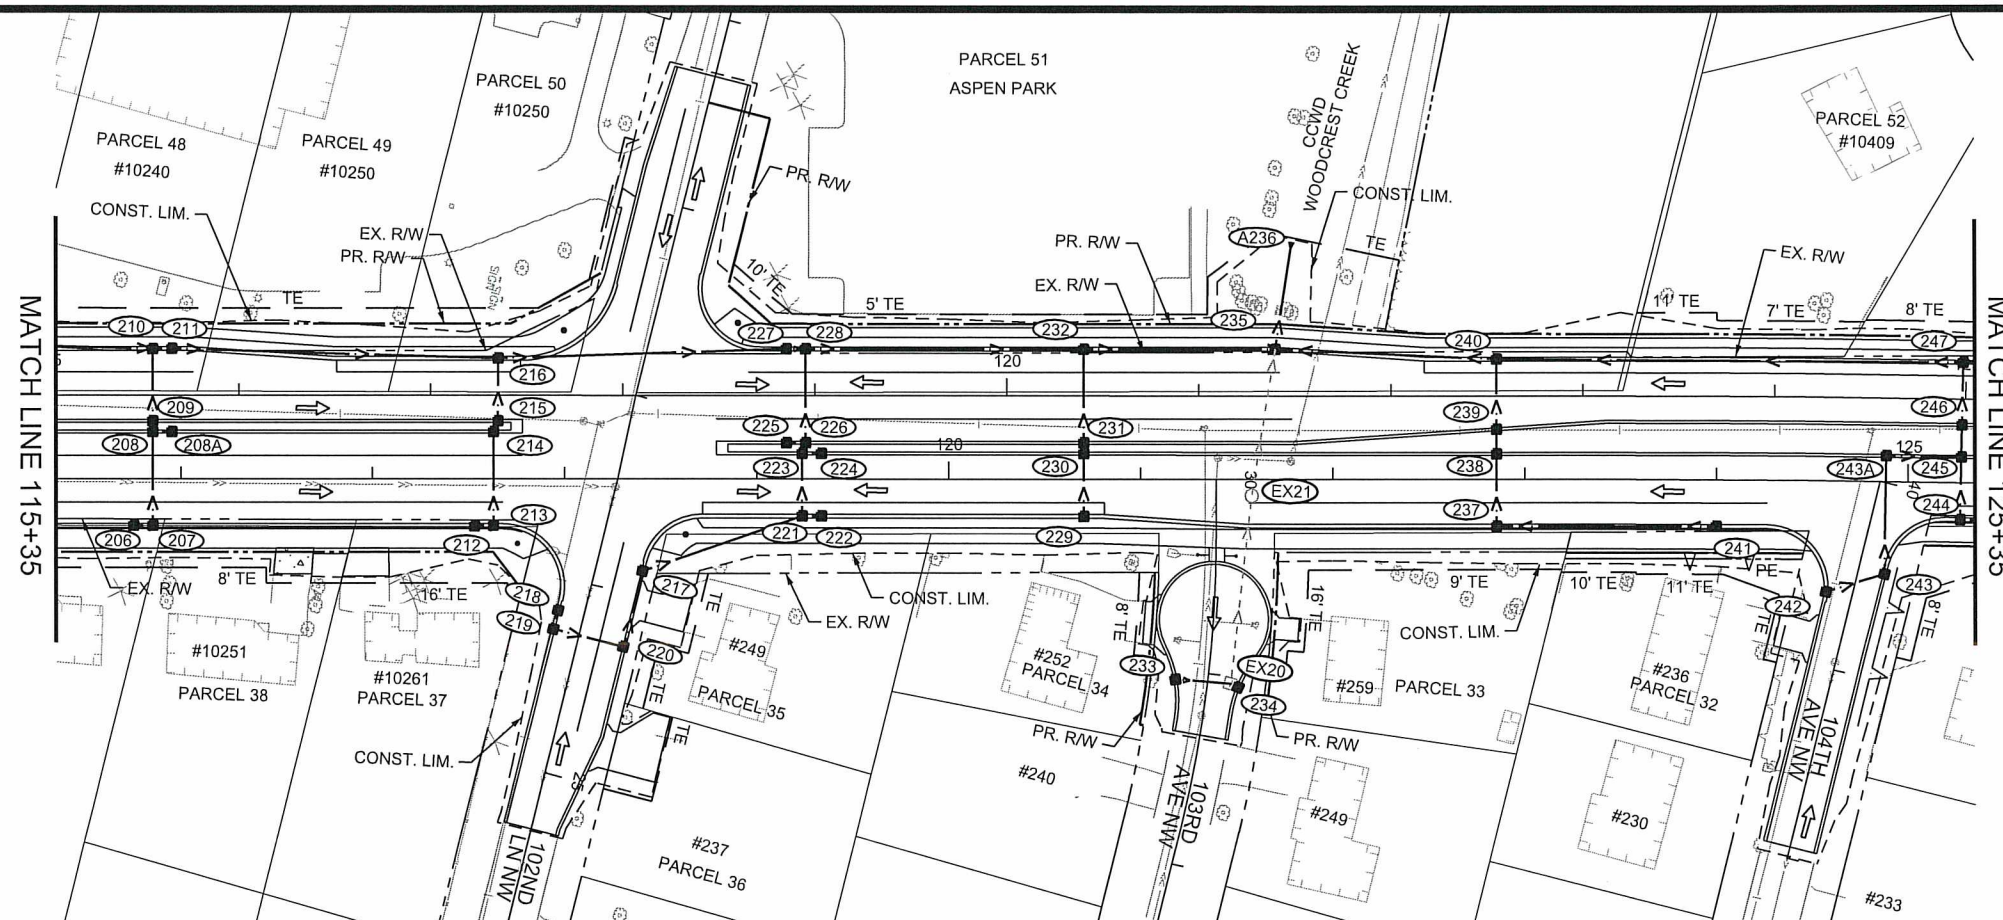 PARCEL 51
ASPEN PARK
PARCEL 50
#10250
PARCEL 48
#10240
PARCEL 49
#10250
PARCEL 52
#10409
CCWD
WOODCREST CREEK
CONST. LIM.
EX. R/W
PR. R/W
PR. R/W
CONST. LIM.
PR. R/W
EX. R/W
EX. R/W
A236
TE
TE
10' TE
5' TE
11' TE
7' TE
8' TE
SIGN
SIGN
MATCH LINE 115+35
MATCH LINE 125+35
210
211
227
228
232
235
240
247
216
120
209
215
225
226
231
239
246
208
208A
214
223
224
120
230
238
243A
125
245
30
EX21
40
213
237
244
206
207
212
221
222
229
241
EX. R/W
8' TE
16' TE
218
219
217
220
TE
TE
TE
CONST. LIM.
EX. R/W
8' TE
16' TE
9' TE
10' TE
11' TE
PE
CONST. LIM.
242
243
TE
8' TE
#10251
PARCEL 38
#10261
PARCEL 37
#249
PARCEL 35
#252
PARCEL 34
233
EX20
234
#259
PARCEL 33
#236
PARCEL 32
CONST. LIM.
25
PR. R/W
PR. R/W
#240
#249
#230
#237
PARCEL 36
#233
102ND
LN NW
103RD
AVE NW
104TH
AVE NW